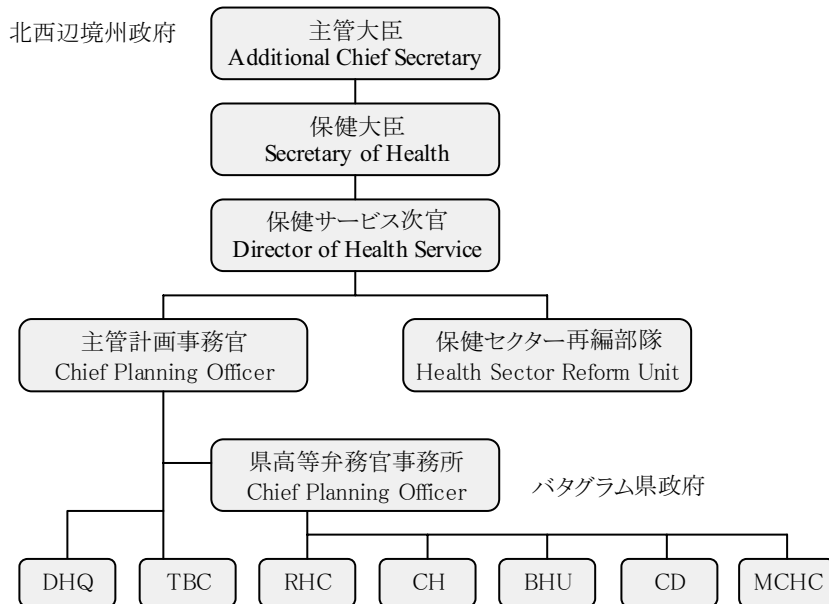 北西辺境州政府
主管大臣
Additional Chief Secretary
保健大臣
Secretary of Health
保健サービス次官
Director of Health Service
主管計画事務官
Chief Planning Officer
保健セクター再編部隊
Health Sector Reform Unit
県高等弁務官事務所
Chief Planning Officer
バタグラム県政府
DHQ
TBC
RHC
CH
BHU
CD
MCHC